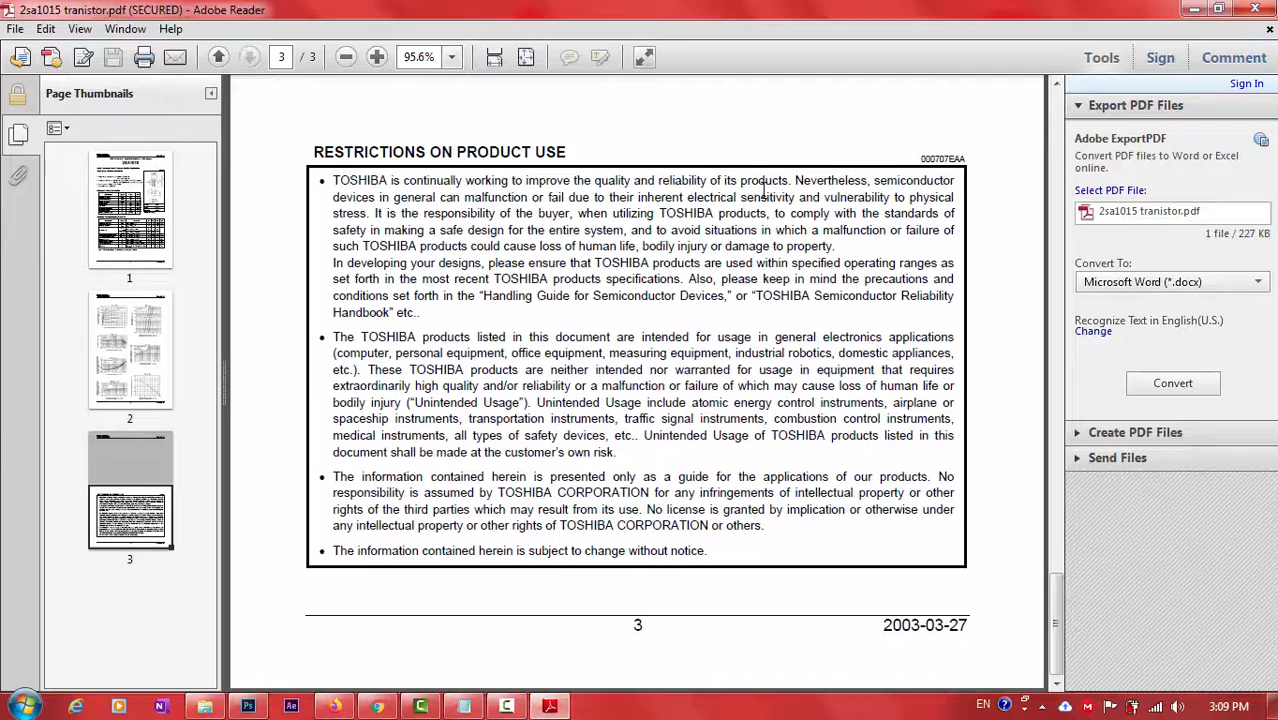 2sa1015 tranistor.pdf (SECURED) - Adobe Reader
File Edit View Window Help
3 / 3 95.6% Tools Sign Comment
Sign In
Page Thumbnails
1
2
3
RESTRICTIONS ON PRODUCT USE
000707EAA
• TOSHIBA is continually working to improve the quality and reliability of its products. Nevertheless, semiconductor
devices in general can malfunction or fail due to their inherent electrical sensitivity and vulnerability to physical
stress. It is the responsibility of the buyer, when utilizing TOSHIBA products, to comply with the standards of
safety in making a safe design for the entire system, and to avoid situations in which a malfunction or failure of
such TOSHIBA products could cause loss of human life, bodily injury or damage to property.
In developing your designs, please ensure that TOSHIBA products are used within specified operating ranges as
set forth in the most recent TOSHIBA products specifications. Also, please keep in mind the precautions and
conditions set forth in the “Handling Guide for Semiconductor Devices,” or “TOSHIBA Semiconductor Reliability
Handbook” etc..
• The TOSHIBA products listed in this document are intended for usage in general electronics applications
(computer, personal equipment, office equipment, measuring equipment, industrial robotics, domestic appliances,
etc.). These TOSHIBA products are neither intended nor warranted for usage in equipment that requires
extraordinarily high quality and/or reliability or a malfunction or failure of which may cause loss of human life or
bodily injury (“Unintended Usage”). Unintended Usage include atomic energy control instruments, airplane or
spaceship instruments, transportation instruments, traffic signal instruments, combustion control instruments,
medical instruments, all types of safety devices, etc.. Unintended Usage of TOSHIBA products listed in this
document shall be made at the customer’s own risk.
• The information contained herein is presented only as a guide for the applications of our products. No
responsibility is assumed by TOSHIBA CORPORATION for any infringements of intellectual property or other
rights of the third parties which may result from its use. No license is granted by implication or otherwise under
any intellectual property or other rights of TOSHIBA CORPORATION or others.
• The information contained herein is subject to change without notice.
3 2003-03-27
Export PDF Files
Adobe ExportPDF
Convert PDF files to Word or Excel
online.
Select PDF File:
2sa1015 tranistor.pdf
1 file / 227 KB
Convert To:
Microsoft Word (*.docx)
Recognize Text in English(U.S.)
Change
Convert
Create PDF Files
Send Files
Ps Ae
EN 3:09 PM